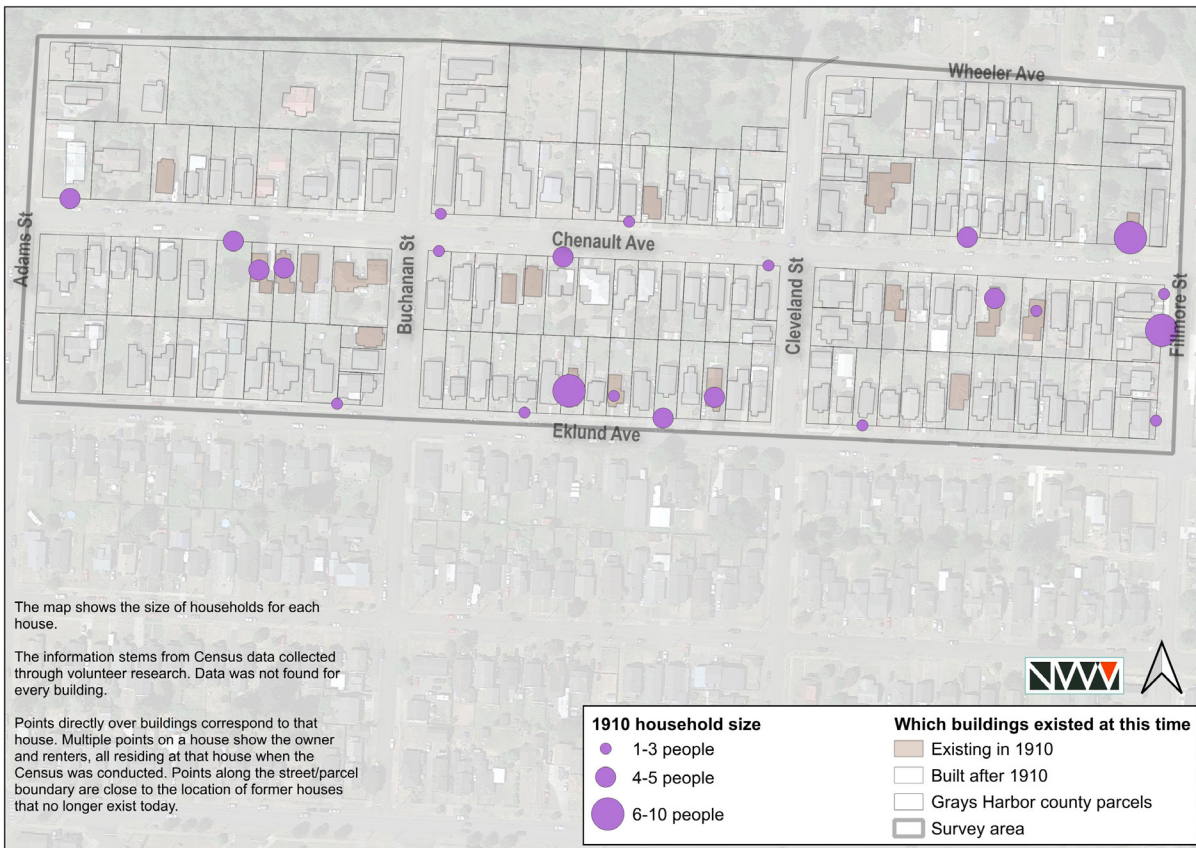 Wheeler Ave
Adams St
Buchanan St
Chenault Ave
Cleveland St
Fillmore St
Eklund Ave
The map shows the size of households for each
house.
The information stems from Census data collected
through volunteer research. Data was not found for
every building.
Points directly over buildings correspond to that
house. Multiple points on a house show the owner
and renters, all residing at that house when the
Census was conducted. Points along the street/parcel
boundary are close to the location of former houses
that no longer exist today.
NWV
1910 household size
1-3 people
4-5 people
6-10 people
Which buildings existed at this time
Existing in 1910
Built after 1910
Grays Harbor county parcels
Survey area